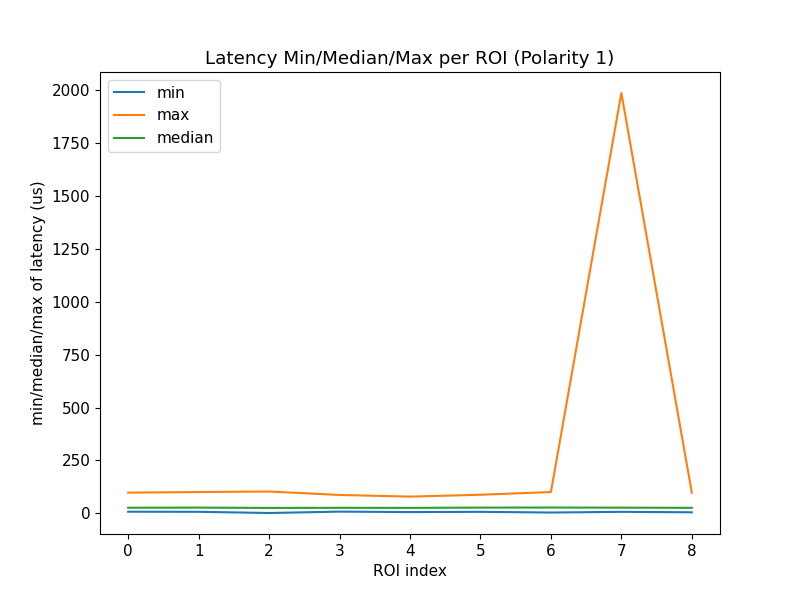 Latency Min/Median/Max per ROI (Polarity 1)
min
max
median
min/median/max of latency (us)
2000
1750
1500
1250
1000
750
500
250
0
0 1 2 3 4 5 6 7 8
ROI index